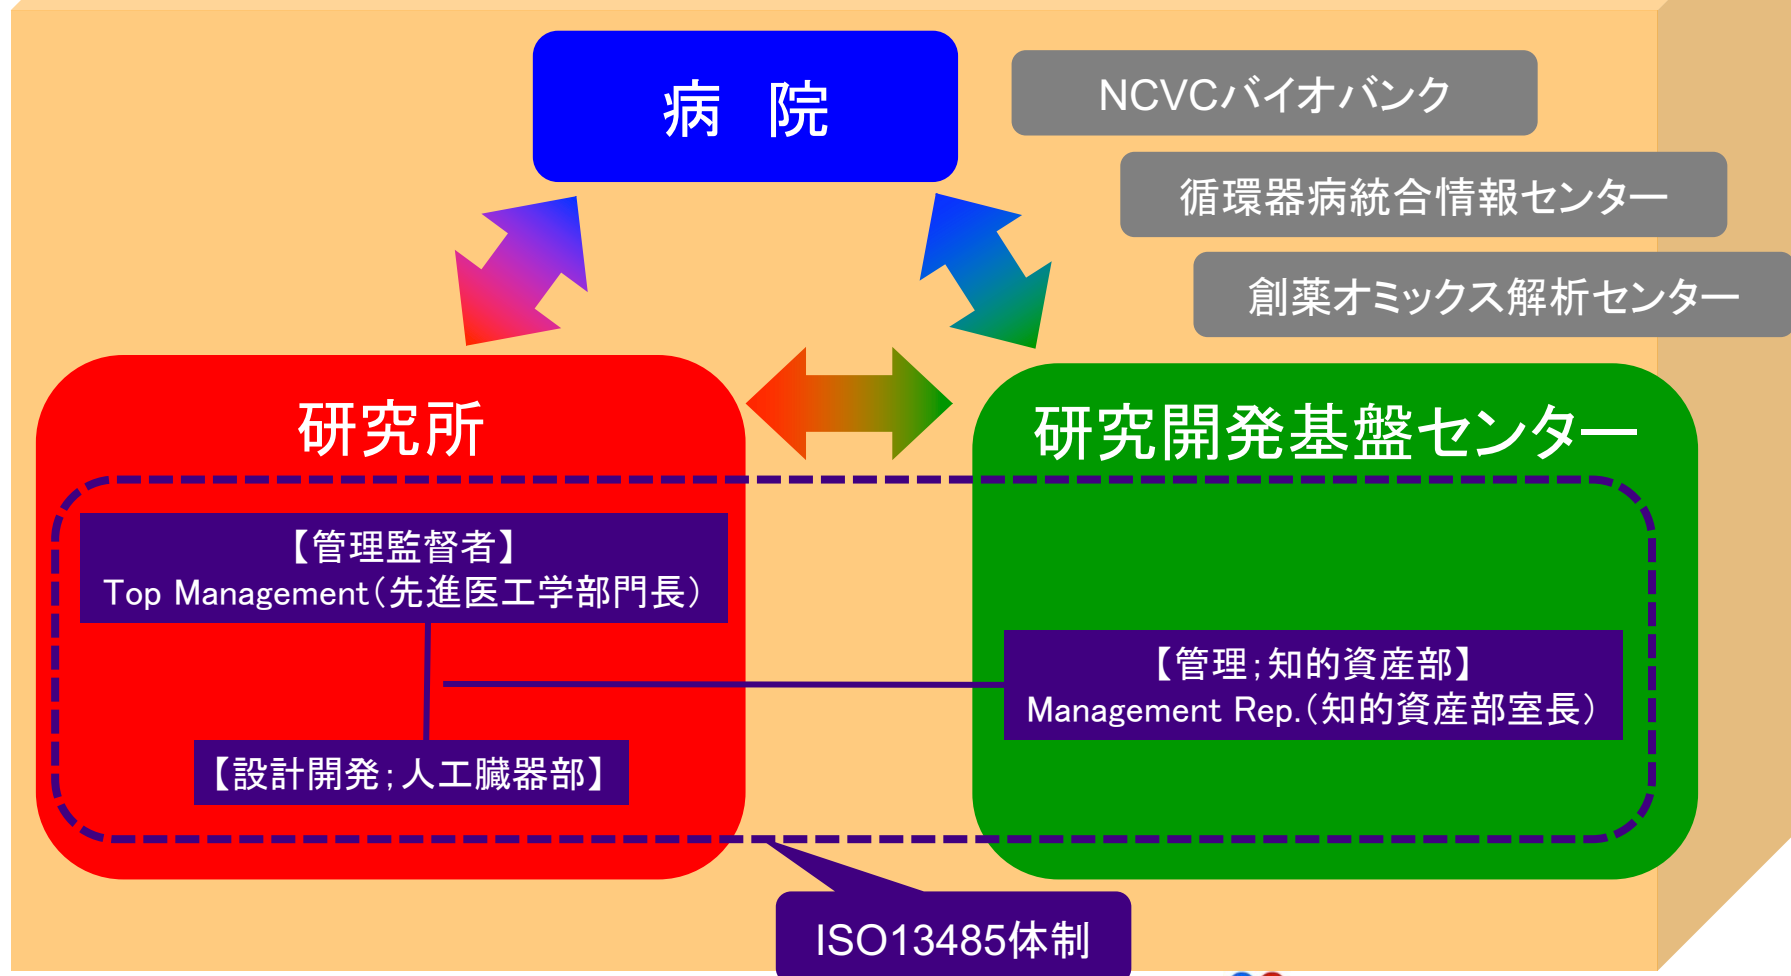 病　院
NCVCバイオバンク
循環器病統合情報センター
創薬オミックス解析センター
研究所
研究開発基盤センター
【管理監督者】
Top Management（先進医工学部門長）
【管理；知的資産部】
Management Rep.（知的資産部室長）
【設計開発；人工臓器部】
ISO13485体制